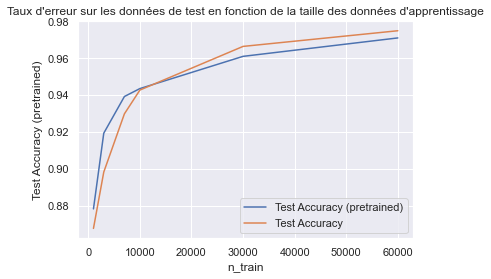 Taux d'erreur sur les données de test en fonction de la taille des données d'apprentissage
Test Accuracy (pretrained)
0.98
0.96
0.94
0.92
0.90
0.88
Test Accuracy (pretrained)
Test Accuracy
0
10000
20000
30000
40000
50000
60000
n_train